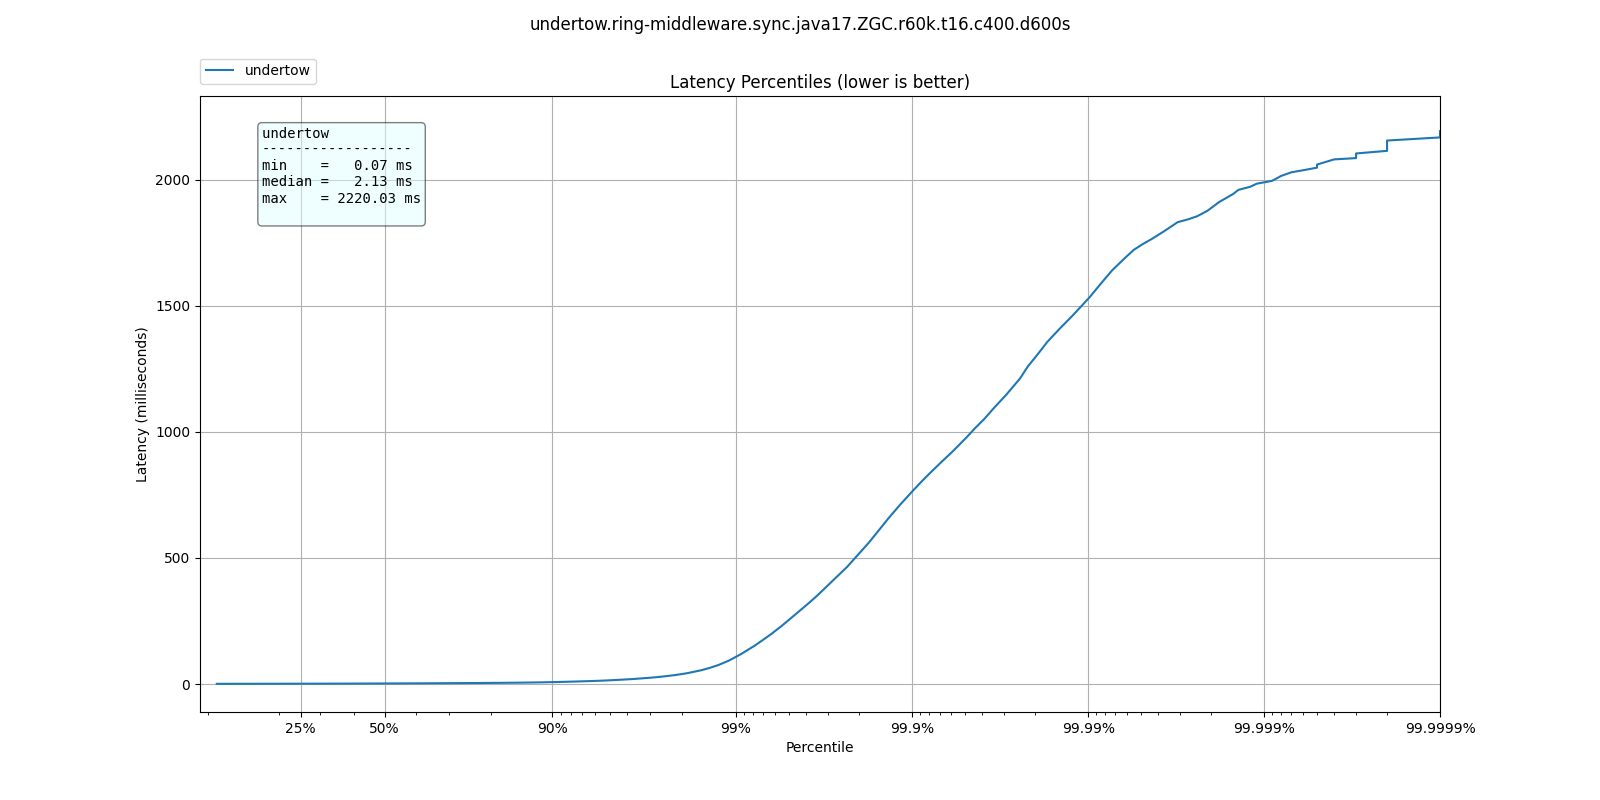 undertow.ring-middleware.sync.java17.ZGC.r60k.t16.c400.d600s
undertow
Latency Percentiles (lower is better)
undertow
------------------
min    =   0.07 ms
median =   2.13 ms
max    = 2220.03 ms
2000
1500
1000
500
0
Latency (milliseconds)
25% 50% 90% 99% 99.9% 99.99% 99.999% 99.9999%
Percentile